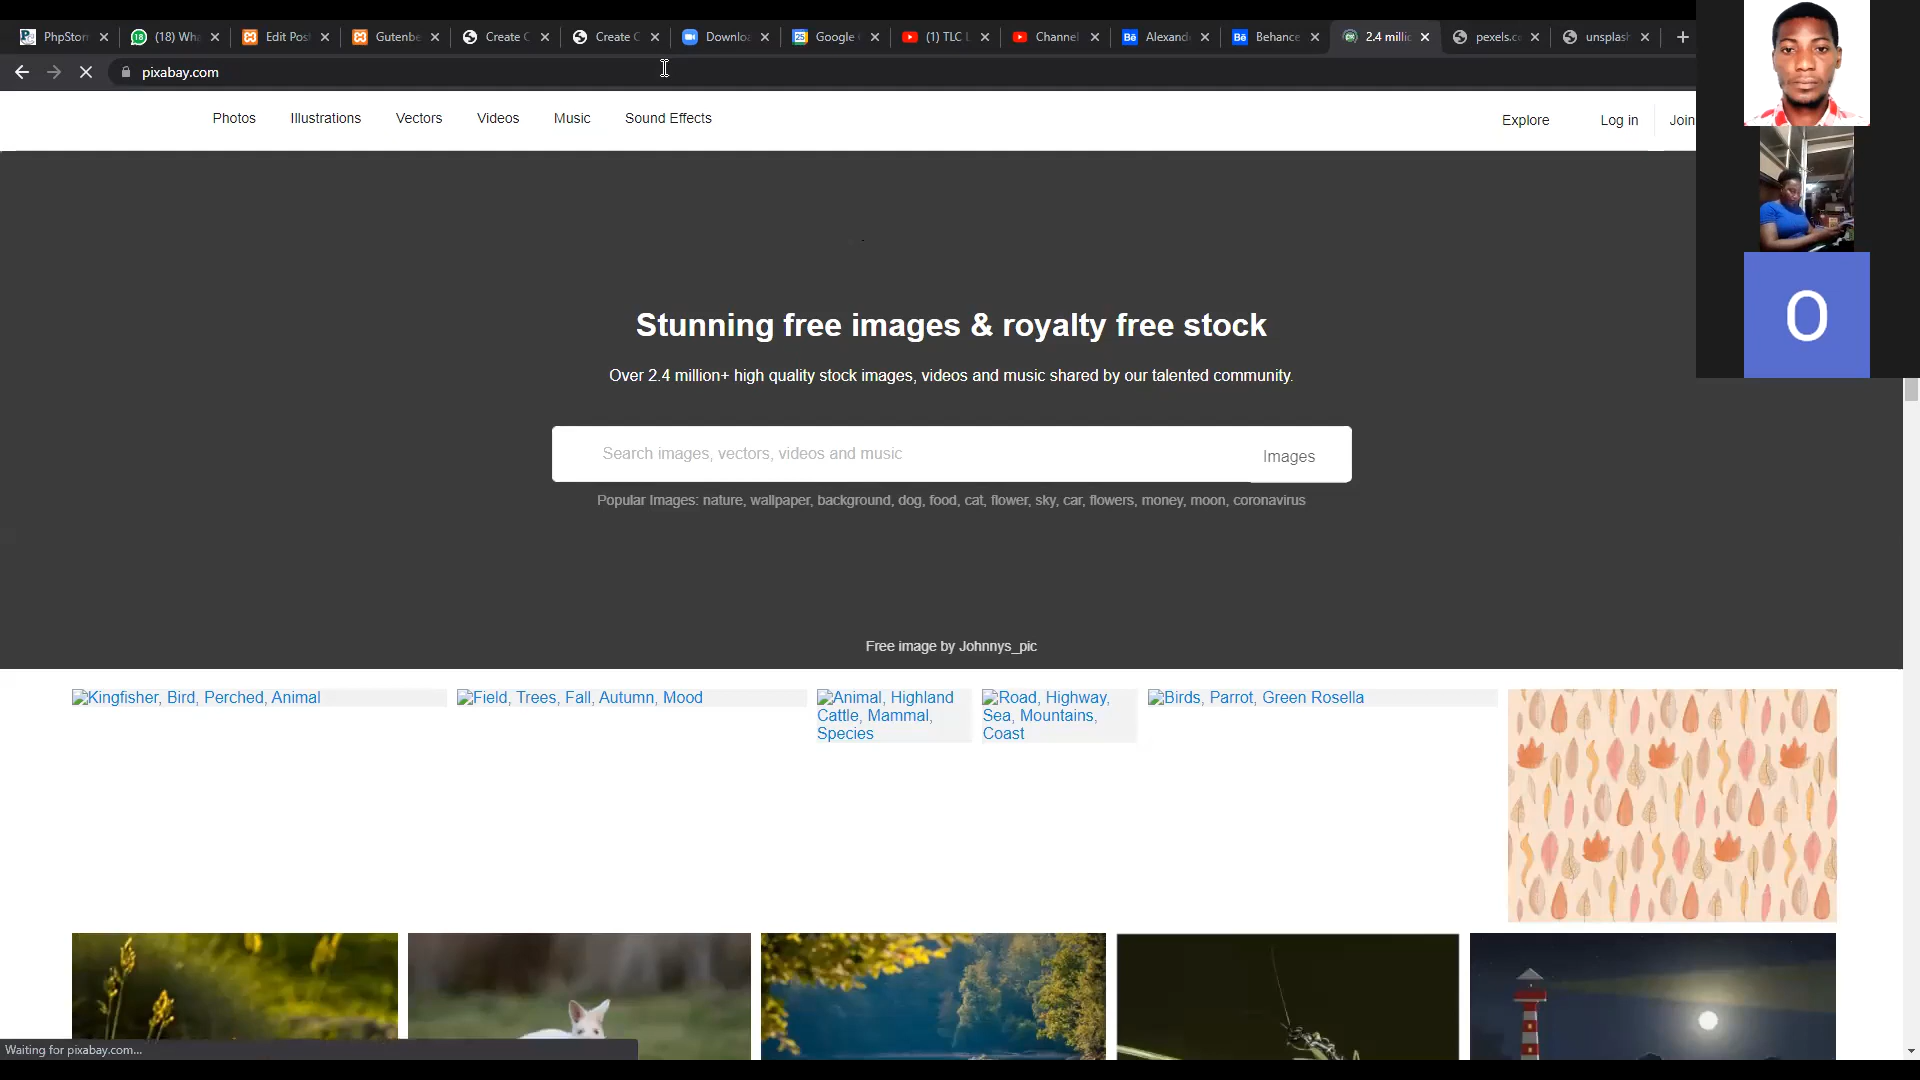 PhpStor
(18) Wha
Edit Pos
Gutenbe
Create C
Create C
Downloa
Google
(1) TLC L
Channel
Alexand
Behance
2.4 milli
pexels.c
unsplas
pixabay.com
Photos
Illustrations
Vectors
Videos
Music
Sound Effects
Explore
Log in
Join
O
Stunning free images & royalty free stock
Over 2.4 million+ high quality stock images, videos and music shared by our talented community.
Search images, vectors, videos and music
Images
Popular Images: nature, wallpaper, background, dog, food, cat, flower, sky, car, flowers, money, moon, coronavirus
Free image by Johnnys_pic
Kingfisher, Bird, Perched, Animal
Field, Trees, Fall, Autumn, Mood
Animal, Highland
Cattle, Mammal,
Species
Road, Highway,
Sea, Mountains,
Coast
Birds, Parrot, Green Rosella
Waiting for pixabay.com...